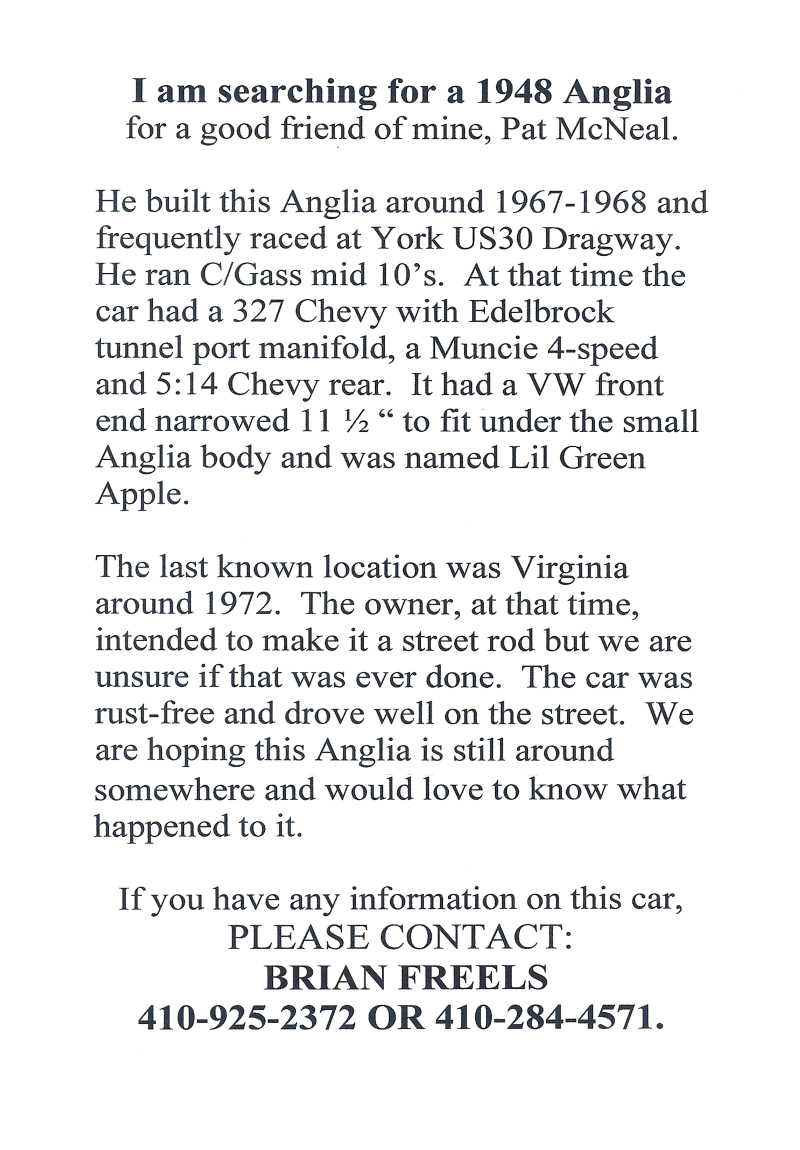 I am searching for a 1948 Anglia
for a good friend of mine, Pat McNeal.
He built this Anglia around 1967-1968 and
frequently raced at York US30 Dragway.
He ran C/Gass mid 10's. At that time the
car had a 327 Chevy with Edelbrock
tunnel port manifold, a Muncie 4-speed
and 5:14 Chevy rear. It had a VW front
end narrowed 11 ½ “ to fit under the small
Anglia body and was named Lil Green
Apple.
The last known location was Virginia
around 1972. The owner, at that time,
intended to make it a street rod but we are
unsure if that was ever done. The car was
rust-free and drove well on the street. We
are hoping this Anglia is still around
somewhere and would love to know what
happened to it.
If you have any information on this car,
PLEASE CONTACT:
BRIAN FREELS
410-925-2372 OR 410-284-4571.